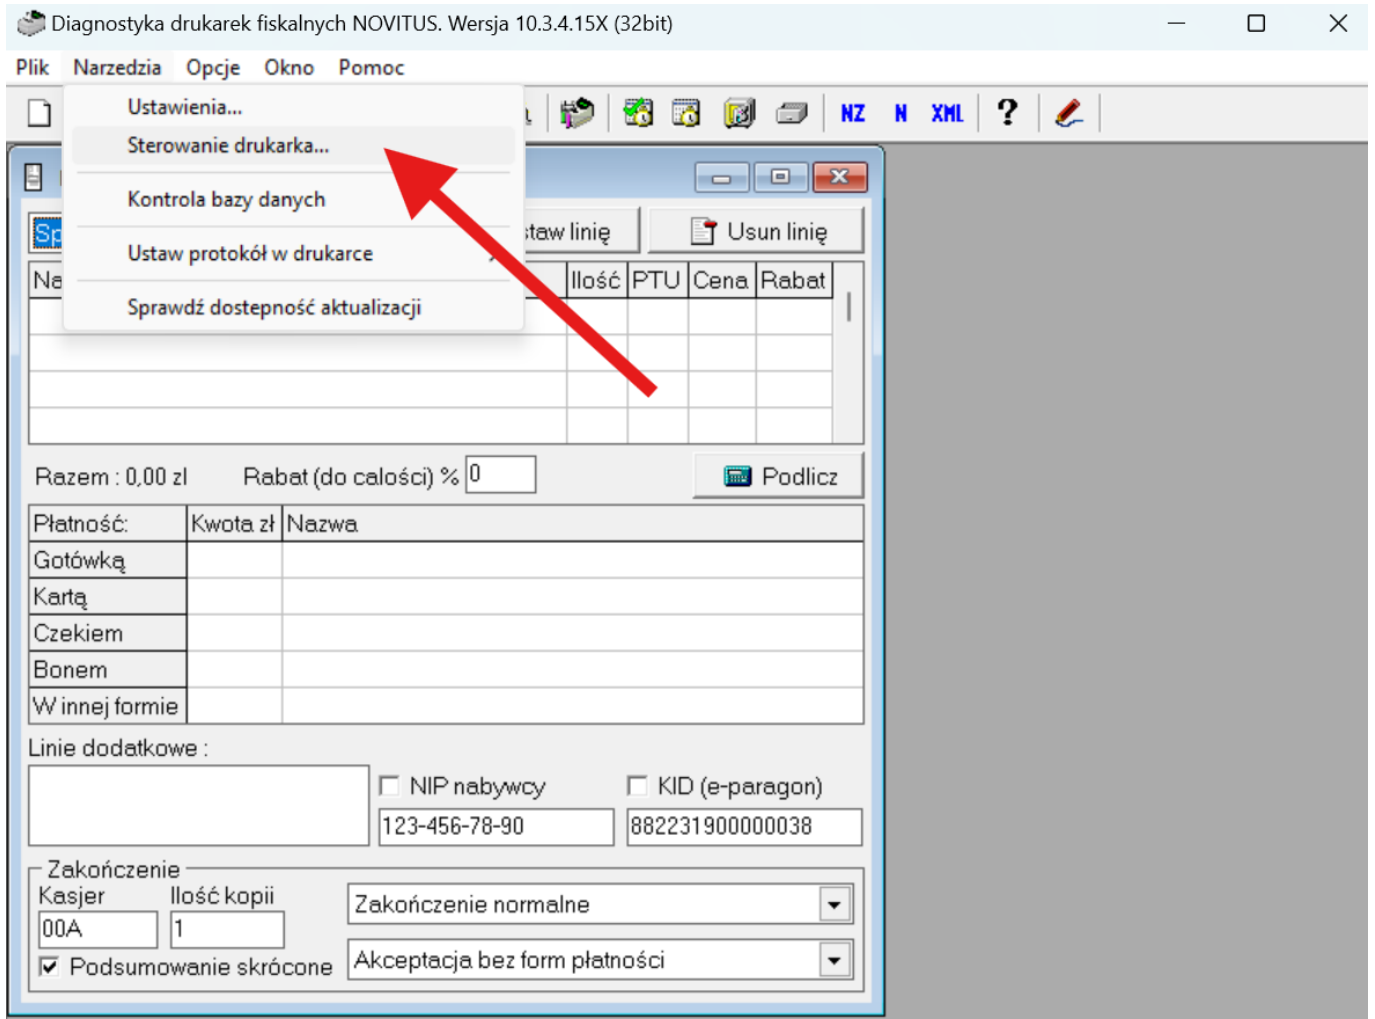 Diagnostyka drukarek fiskalnych NOVITUS. Wersja 10.3.4.15X (32bit)
Plik Narzedzia Opcje Okno Pomoc
NZ N XML ?
Ustawienia...
Sterowanie drukarka...
Kontrola bazy danych
Ustaw protokół w drukarce
Sprawdź dostepność aktualizacji
Sp
staw linię
Usun linię
Na Ilość PTU Cena Rabat
Razem : 0,00 zl Rabat (do calości) % 0 Podlicz
Płatność: Kwota zł Nazwa
Gotówką
Kartą
Czekiem
Bonem
W innej formie
Linie dodatkowe :
NIP nabywcy KID (e-paragon)
123-456-78-90 882231900000038
Zakończenie
Kasjer Ilość kopii
00A 1
Zakończenie normalne
Podsumowanie skrócone
Akceptacja bez form płatności